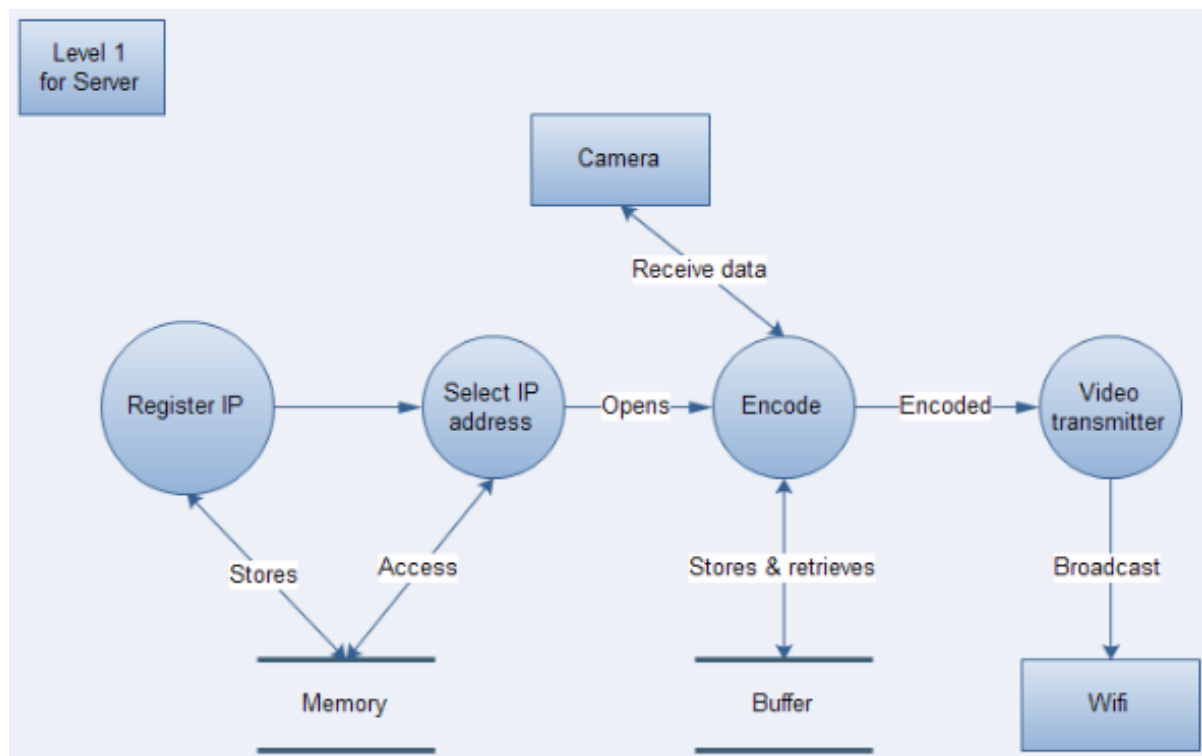 Level 1
for Server
Camera
Receive data
Register IP
Select IP
address
Opens
Encode
Encoded
Video
transmitter
Stores
Access
Stores & retrieves
Broadcast
Memory
Buffer
Wifi